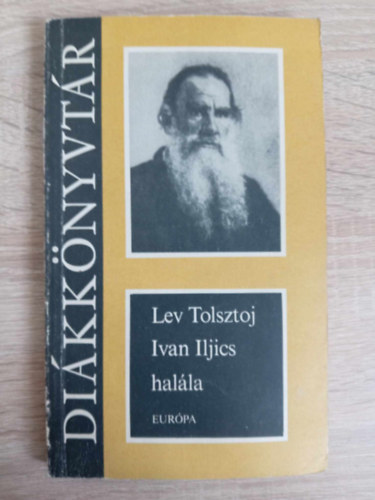 DIÁKKÖNYVTÁR
Lev Tolsztoj
Ivan Iljics
halála
EURÓPA